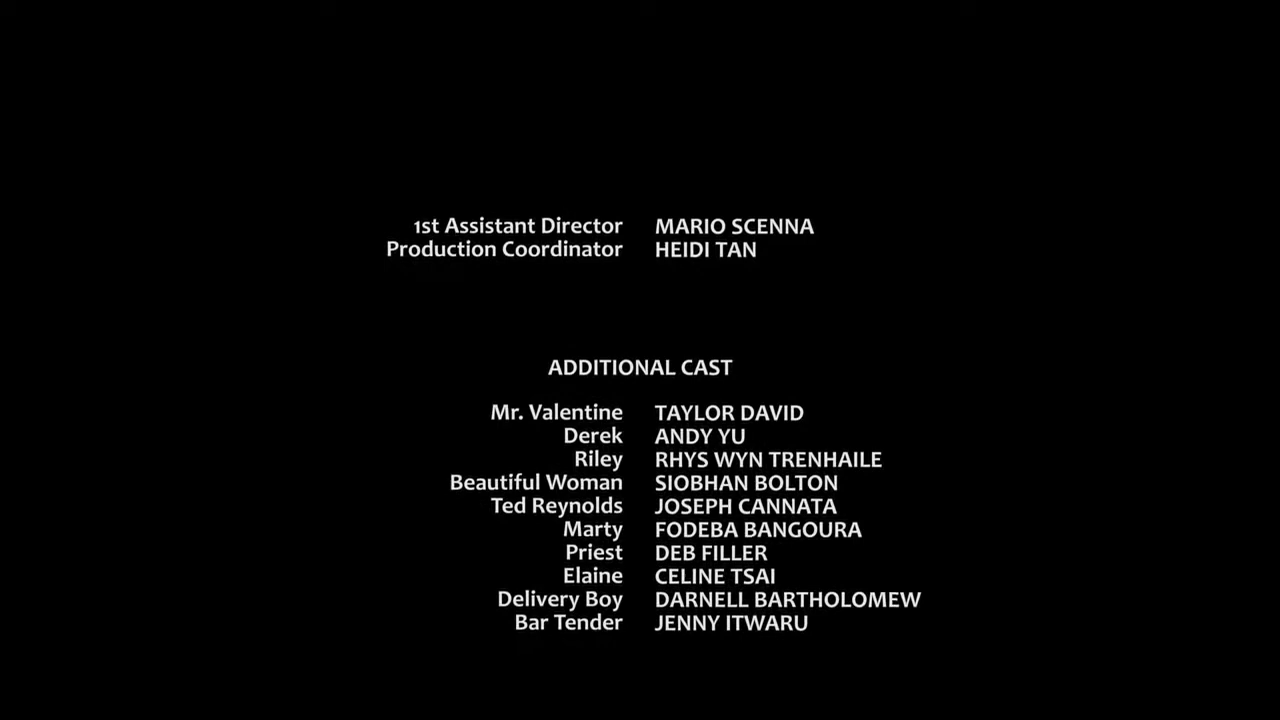 1st Assistant Director MARIO SCENNA
Production Coordinator HEIDI TAN
ADDITIONAL CAST
Mr. Valentine TAYLOR DAVID
Derek ANDY YU
Riley RHYS WYN TRENHAILE
Beautiful Woman SIOBHAN BOLTON
Ted Reynolds JOSEPH CANNATA
Marty FODEBA BANGOURA
Priest DEB FILLER
Elaine CELINE TSAI
Delivery Boy DARNELL BARTHOLOMEW
Bar Tender JENNY ITWARU